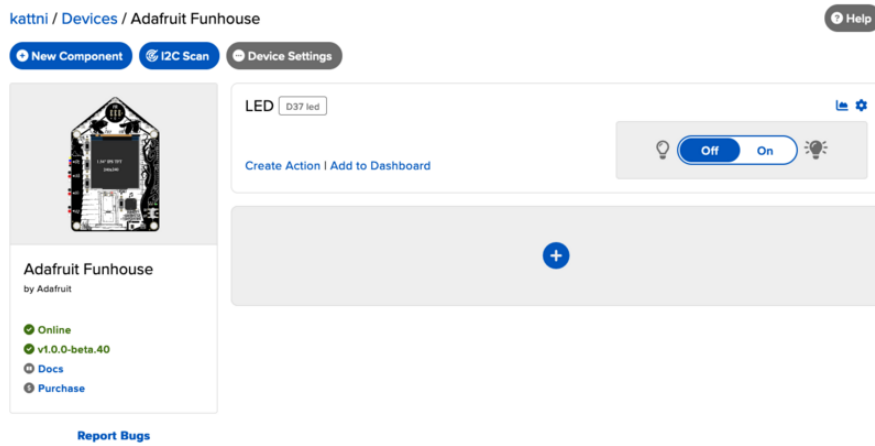 kattni / Devices / Adafruit Funhouse
Help
New Component I2C Scan Device Settings
LED D37 led
Off On
Create Action | Add to Dashboard
Adafruit Funhouse
by Adafruit
Online
v1.0.0-beta.40
Docs
Purchase
Report Bugs